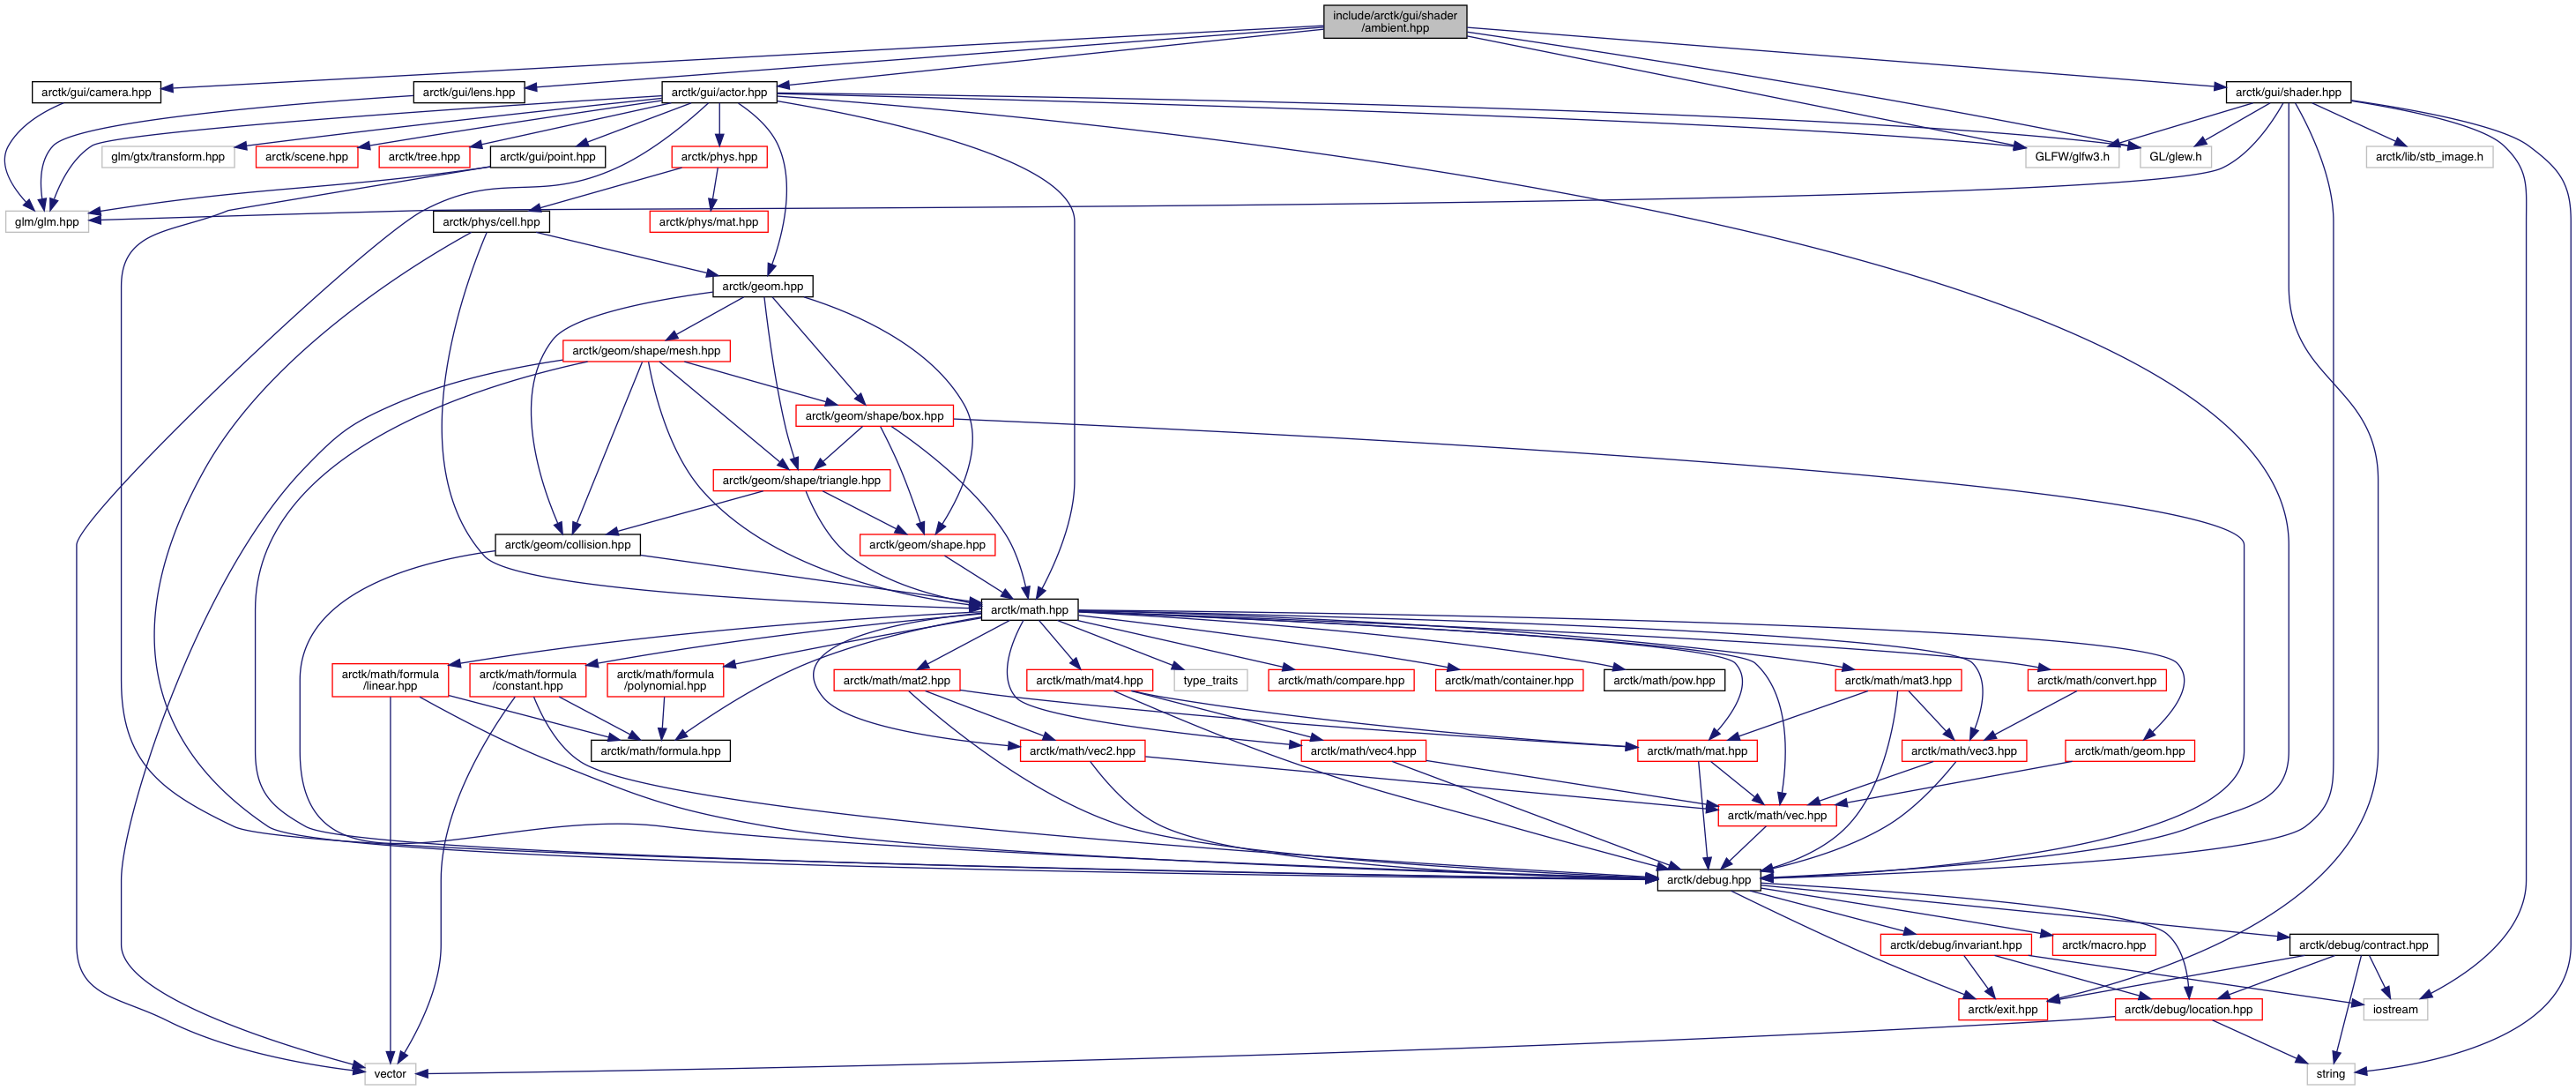 include/arctk/gui/shader
/ambient.hpp
arctk/gui/camera.hpp
arctk/gui/lens.hpp
arctk/gui/actor.hpp
arctk/gui/shader.hpp
glm/gtx/transform.hpp
arctk/scene.hpp
arctk/tree.hpp
arctk/gui/point.hpp
arctk/phys.hpp
GLFW/glfw3.h
GL/glew.h
arctk/lib/stb_image.h
glm/glm.hpp
arctk/phys/cell.hpp
arctk/phys/mat.hpp
arctk/geom.hpp
arctk/geom/shape/mesh.hpp
arctk/geom/shape/box.hpp
arctk/geom/shape/triangle.hpp
arctk/geom/collision.hpp
arctk/geom/shape.hpp
arctk/math.hpp
arctk/math/formula
/linear.hpp
arctk/math/formula
/constant.hpp
arctk/math/formula
/polynomial.hpp
arctk/math/mat2.hpp
arctk/math/mat4.hpp
type_traits
arctk/math/compare.hpp
arctk/math/container.hpp
arctk/math/pow.hpp
arctk/math/mat3.hpp
arctk/math/convert.hpp
arctk/math/formula.hpp
arctk/math/vec2.hpp
arctk/math/vec4.hpp
arctk/math/mat.hpp
arctk/math/vec3.hpp
arctk/math/geom.hpp
arctk/math/vec.hpp
arctk/debug.hpp
arctk/debug/invariant.hpp
arctk/macro.hpp
arctk/debug/contract.hpp
arctk/exit.hpp
arctk/debug/location.hpp
iostream
vector
string